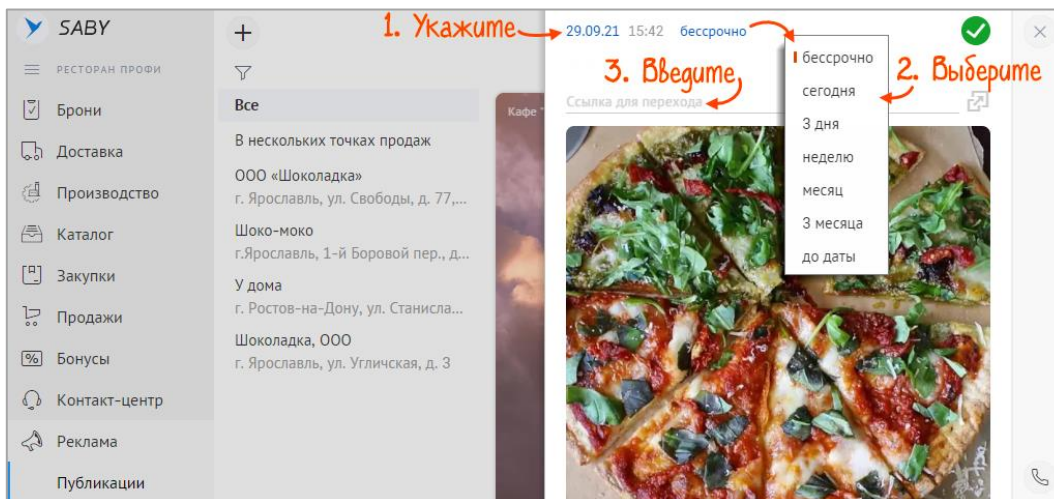 SABY
РЕСТОРАН ПРОФИ
Брони
Доставка
Производство
Каталог
Закупки
Продажи
Бонусы
Контакт-центр
Реклама
Публикации
Все
В нескольких точках продаж
ООО «Шоколадка»
г. Ярославль, ул. Свободы, д. 77,...
Шоко-моко
г.Ярославль, 1-й Боровой пер., д...
У дома
г. Ростов-на-Дону, ул. Станисла...
Шоколадка, ООО
г. Ярославль, ул. Угличская, д. 3
Кафе "
1. Укажите
29.09.21 15:42 бессрочно
3. Введите
Ссылка для перехода
2. Выберите
бессрочно
сегодня
3 дня
неделю
месяц
3 месяца
до даты